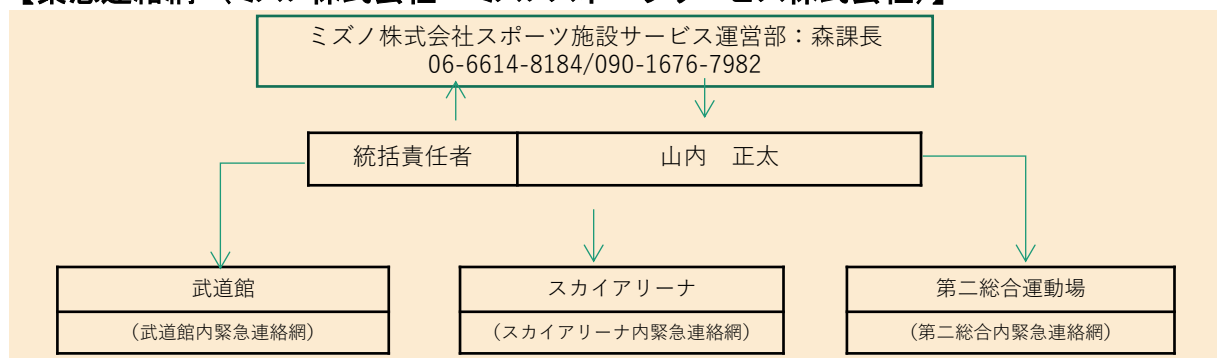 ミズノ株式会社スポーツ施設サービス運営部：森課長
06-6614-8184/090-1676-7982
統括責任者 山内　正太
武道館 スカイアリーナ 第二総合運動場
(武道館内緊急連絡網) (スカイアリーナ内緊急連絡網) (第二総合内緊急連絡網)